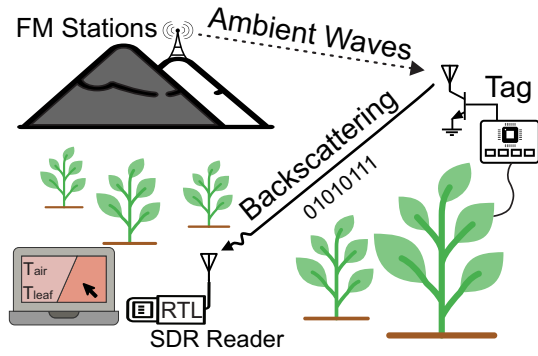 FM Stations
Ambient Waves
Tag
Backscattering
01010111
Tair
Tleaf
RTL
SDR Reader